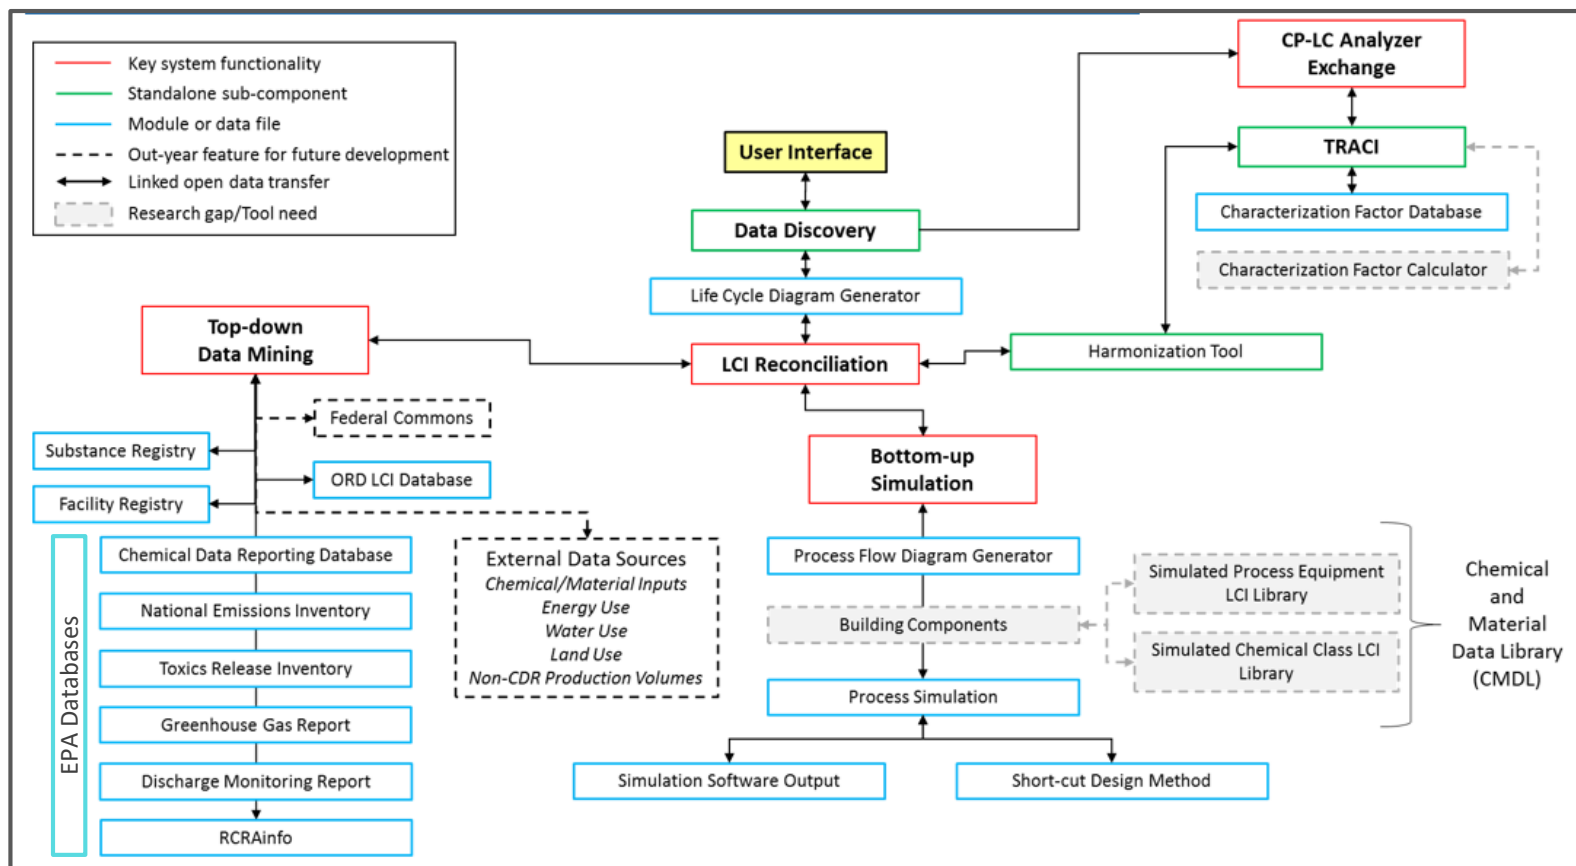 Key system functionality
Standalone sub-component
Module or data file
Out-year feature for future development
Linked open data transfer
Research gap/Tool need
CP-LC Analyzer
Exchange
TRACI
Characterization Factor Database
Characterization Factor Calculator
User Interface
Data Discovery
Life Cycle Diagram Generator
LCI Reconciliation
Harmonization Tool
Top-down
Data Mining
Federal Commons
Substance Registry
ORD LCI Database
Facility Registry
EPA Databases
Chemical Data Reporting Database
National Emissions Inventory
Toxics Release Inventory
Greenhouse Gas Report
Discharge Monitoring Report
RCRAinfo
External Data Sources
Chemical/Material Inputs
Energy Use
Water Use
Land Use
Non-CDR Production Volumes
Bottom-up
Simulation
Process Flow Diagram Generator
Building Components
Process Simulation
Simulation Software Output
Short-cut Design Method
Simulated Process Equipment
LCI Library
Simulated Chemical Class LCI
Library
Chemical
and
Material
Data Library
(CMDL)